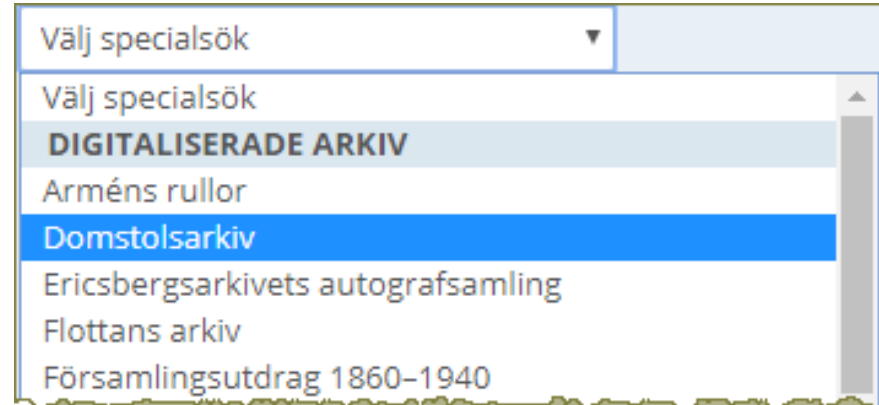 Välj specialsök
Välj specialsök
DIGITALISERADE ARKIV
Arméns rullor
Domstolsarkiv
Ericsbergsarkivets autografsamling
Flottans arkiv
Församlingsutdrag 1860–1940